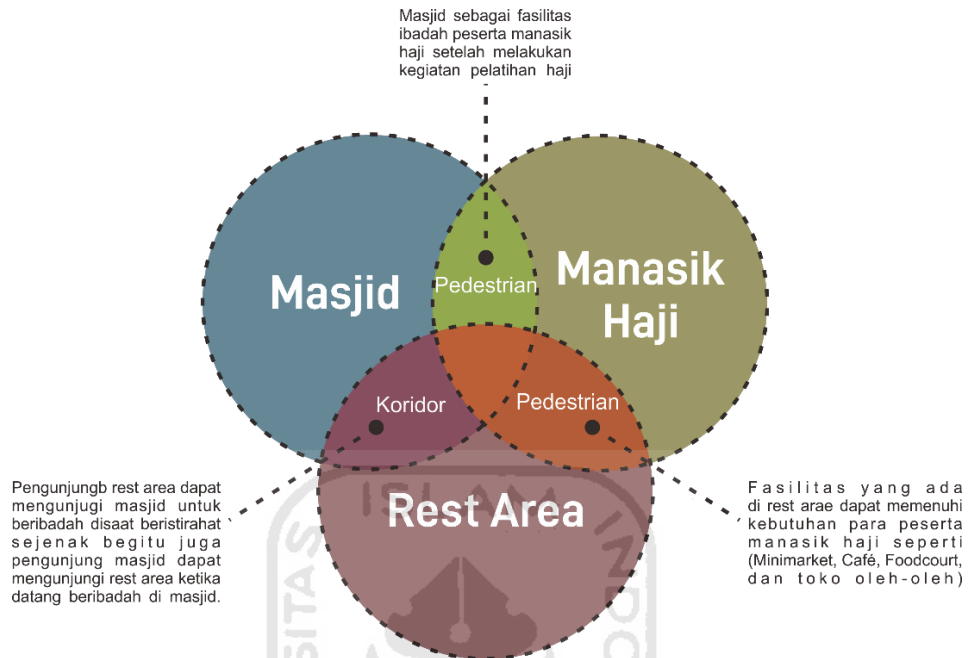 Masjid sebagai fasilitas
ibadah peserta manasik
haji setelah melakukan
kegiatan pelatihan haji
Masjid
Pedestrian
Manasik
Haji
Koridor
Pedestrian
Rest Area
Pengunjungb rest area dapat
mengunjugi masjid untuk
beribadah disaat beristirahat
sejenak begitu juga
pengunjung masjid dapat
mengunjungi rest area ketika
datang beribadah di masjid.
Fasilitas yang ada
di rest arae dapat memenuhi
kebutuhan para peserta
manasik haji seperti
(Minimarket, Café, Foodcourt,
dan toko oleh-oleh)
ISLAM